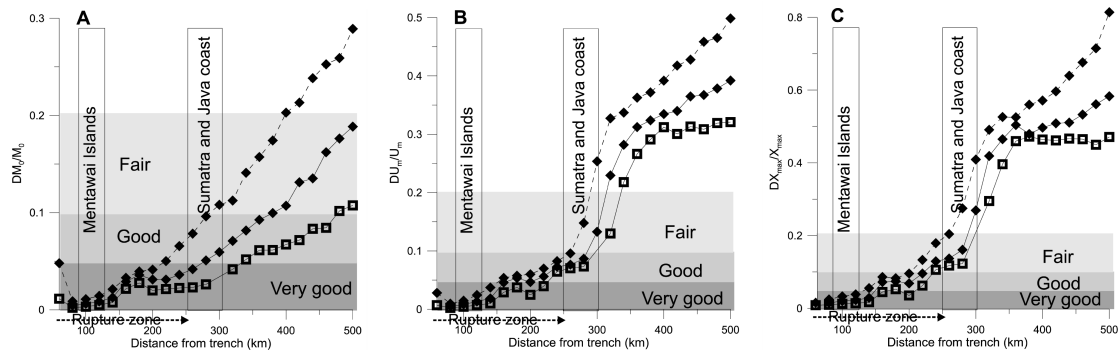 A
0.3
0.2
0.1
0
DM0/M0
Mentawai Islands
Sumatra and Java coast
Fair
Good
Very good
Rupture zone
100
200
300
400
500
Distance from trench (km)
B
0.5
0.4
0.3
0.2
0.1
0
DUm/Um
Mentawai Islands
Sumatra and Java coast
Fair
Good
Very good
Rupture zone
100
200
300
400
500
Distance from trench (km)
C
0.8
0.6
0.4
0.2
0
DXmax/Xmax
Mentawai Islands
Sumatra and Java coast
Fair
Good
Very good
Rupture zone
100
200
300
400
500
Distance from trench (km)